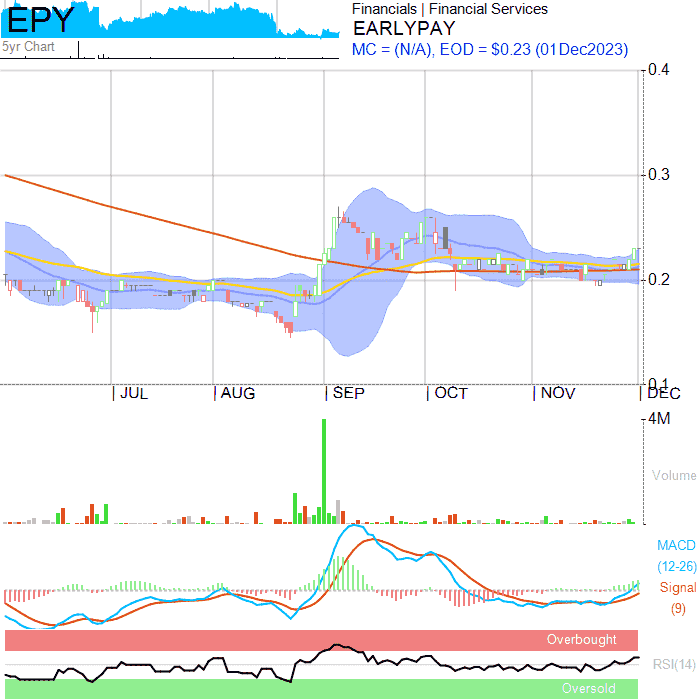 EPY
5yr Chart
Financials | Financial Services
EARLYPAY
MC = (N/A), EOD = $0.23 (01Dec2023)
0.4
0.3
0.2
0.1
| JUL | AUG | SEP | OCT | NOV | DEC
4M
Volume
MACD
(12-26)
Signal
(9)
Overbought
RSI(14)
Oversold